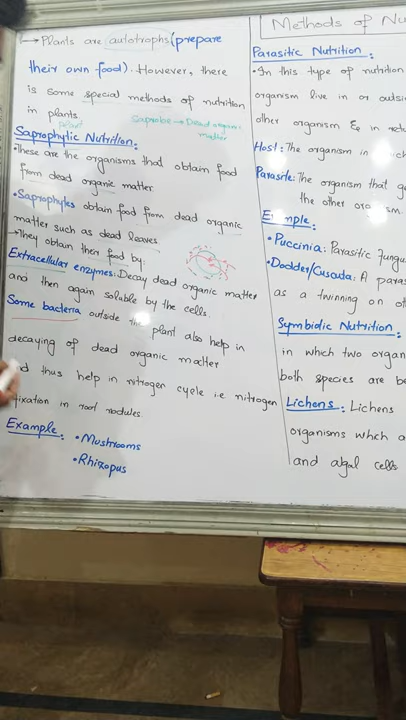 → Plants are autotrophs (prepare
their own food). However, there
is some special methods of nutrition
in plants.
Saprobe → Dead organic
matter
Saprophytic Nutrition:
• These are the organisms that obtain food
from dead organic matter
• Saprophytes obtain food from dead organic
matter such as dead leaves.
→ They obtain their food by:
Extracellular enzymes: Decay dead organic matter
and then again soluble by the cells.
Some bacteria outside the plant also help in
decaying of dead organic matter
thus help in nitrogen cycle i.e nitrogen
fixation in root nodules
Example: • Mushrooms
• Rhizopus
Methods of Nu
Parasitic Nutrition:
• In this type of nutrition
organism live in or outsi
other organism & in retu
Host: The organism in
Parasite: The organism that g
the other organism.
Example:
• Puccinia: Parasitic fungu
• Dodder/Cuscuda: A paras
as a twinning on ot
Symbiotic Nutrition:
in which two organ
both species are be
Lichens: Lichens
organisms which a
and algal cells